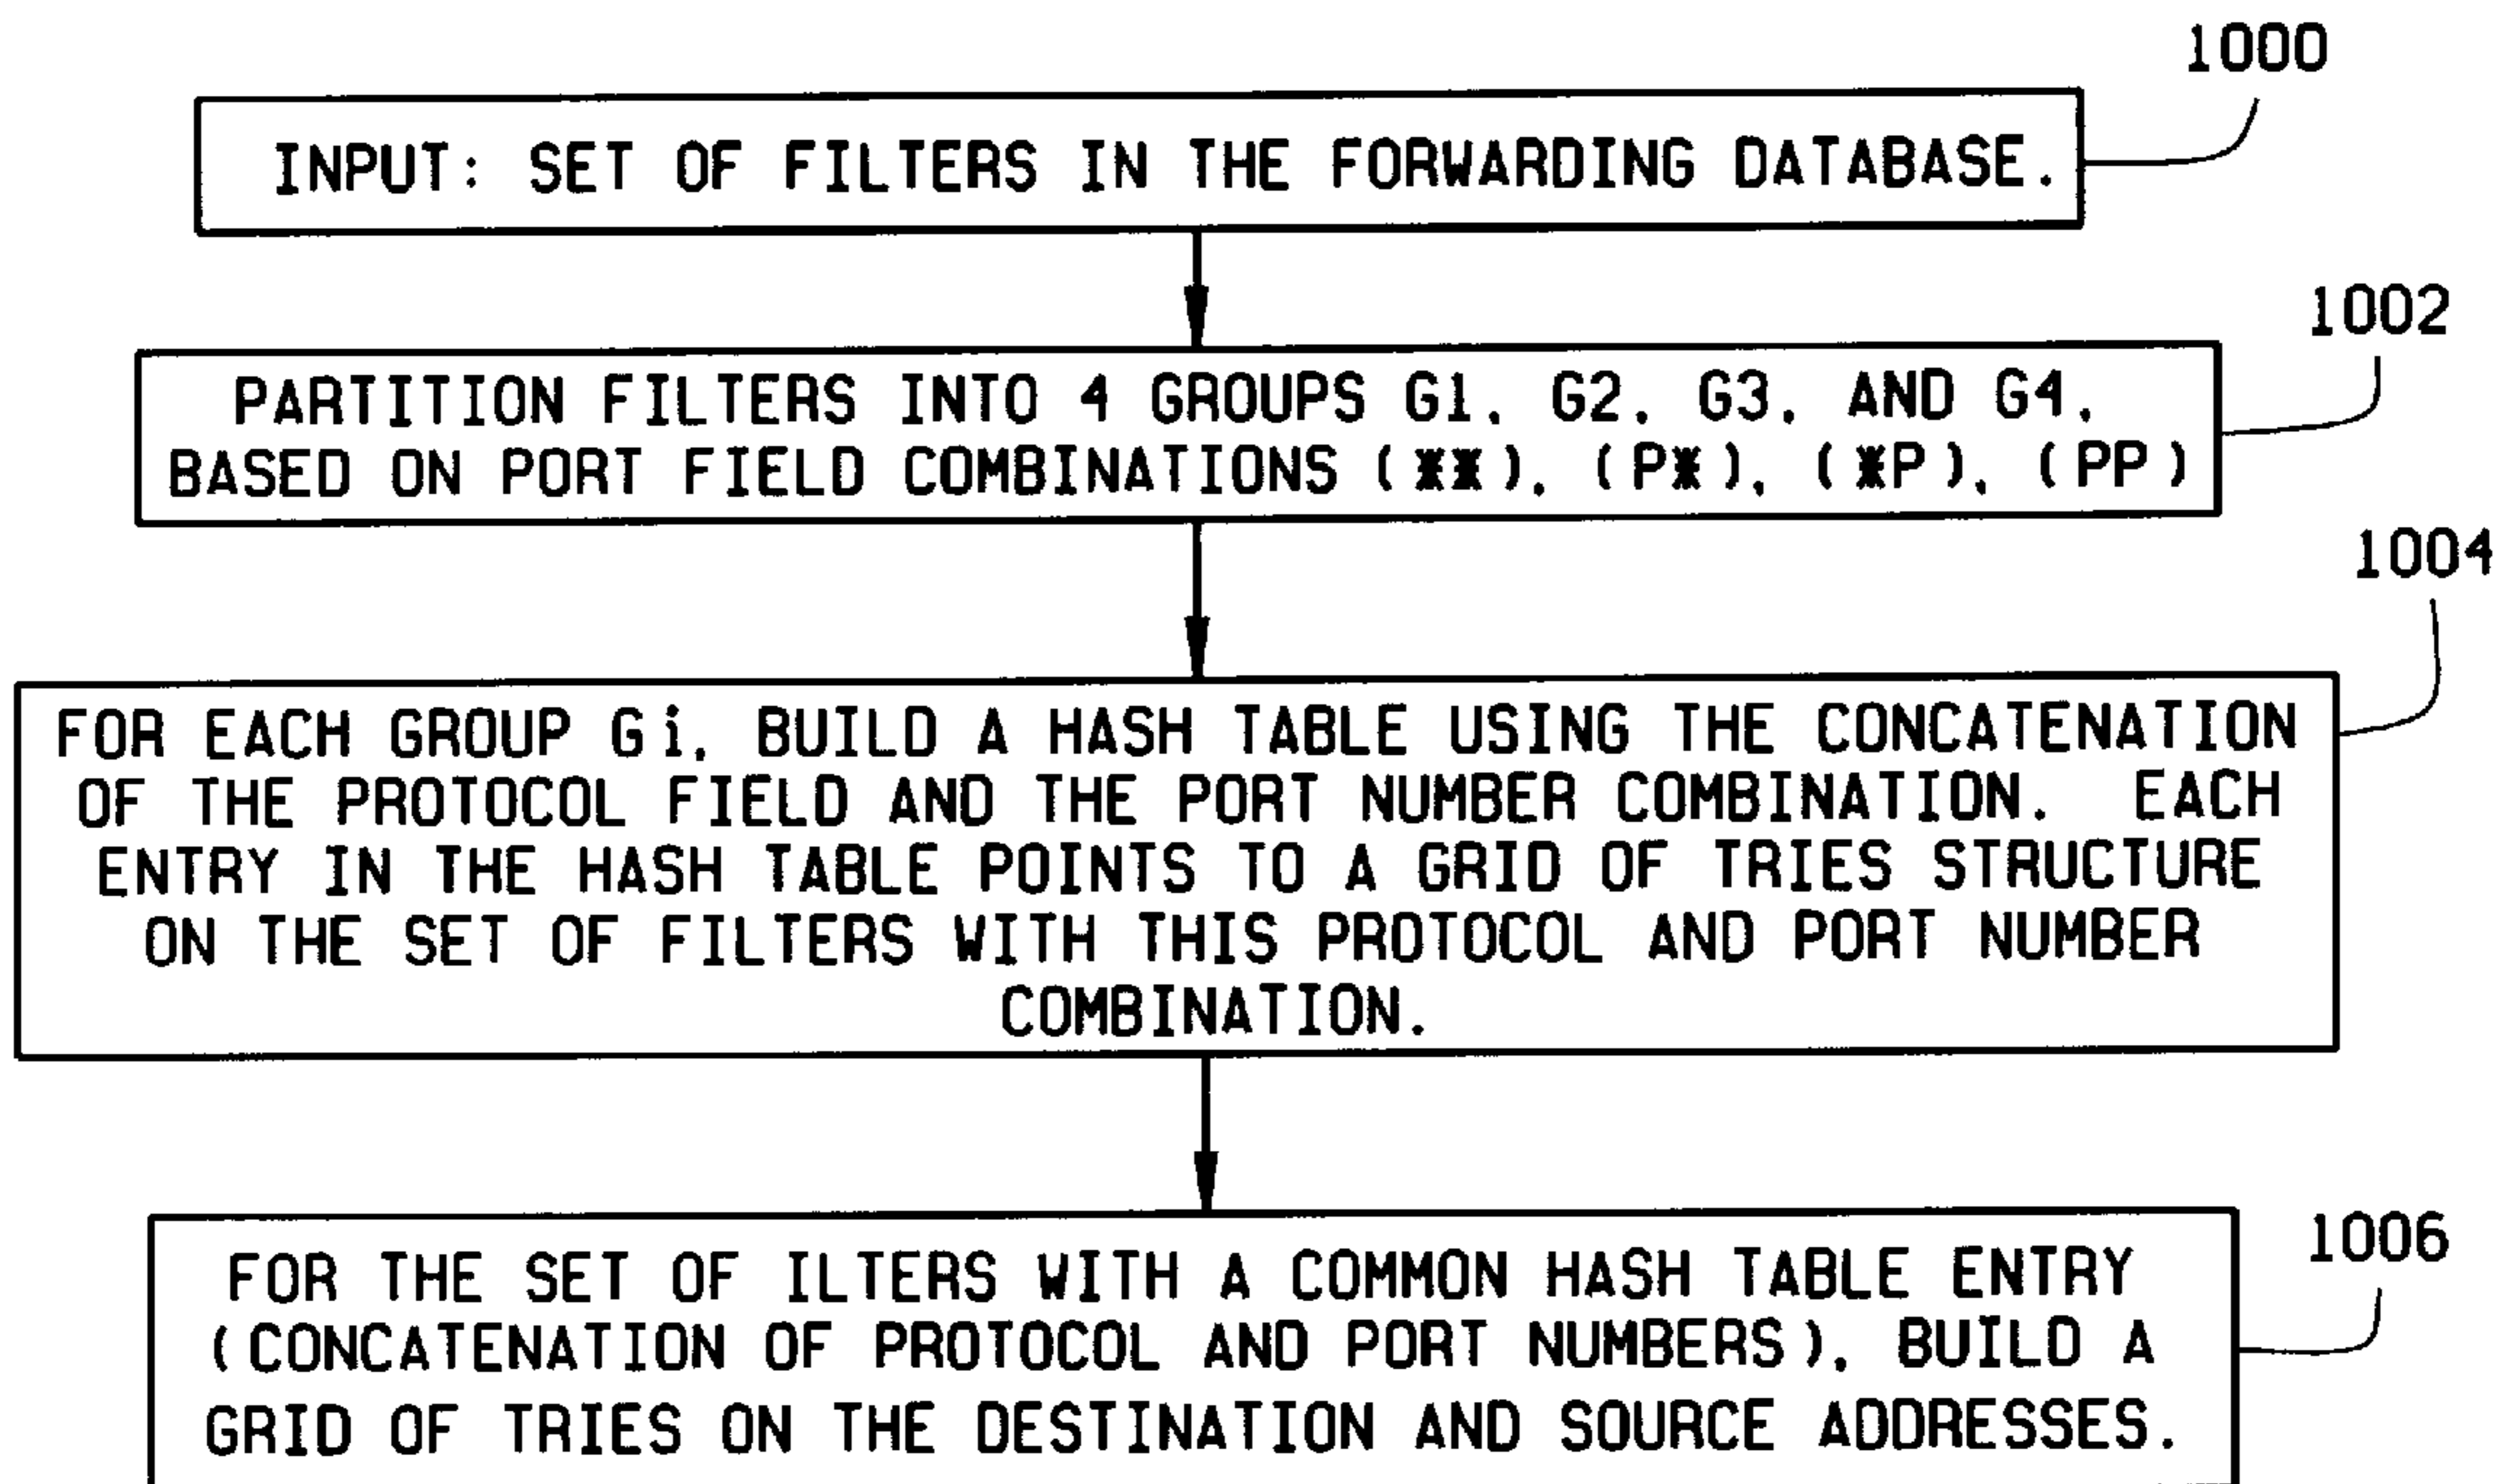 1000
INPUT: SET OF FILTERS IN THE FORWARDING DATABASE.
1002
PARTITION FILTERS INTO 4 GROUPS G1, G2, G3, AND G4,
BASED ON PORT FIELD COMBINATIONS (**), (P*), (*P), (PP)
1004
FOR EACH GROUP Gi, BUILD A HASH TABLE USING THE CONCATENATION
OF THE PROTOCOL FIELD AND THE PORT NUMBER COMBINATION. EACH
ENTRY IN THE HASH TABLE POINTS TO A GRID OF TRIES STRUCTURE
ON THE SET OF FILTERS WITH THIS PROTOCOL AND PORT NUMBER
COMBINATION.
1006
FOR THE SET OF ILTERS WITH A COMMON HASH TABLE ENTRY
(CONCATENATION OF PROTOCOL AND PORT NUMBERS), BUILD A
GRID OF TRIES ON THE DESTINATION AND SOURCE ADDRESSES.